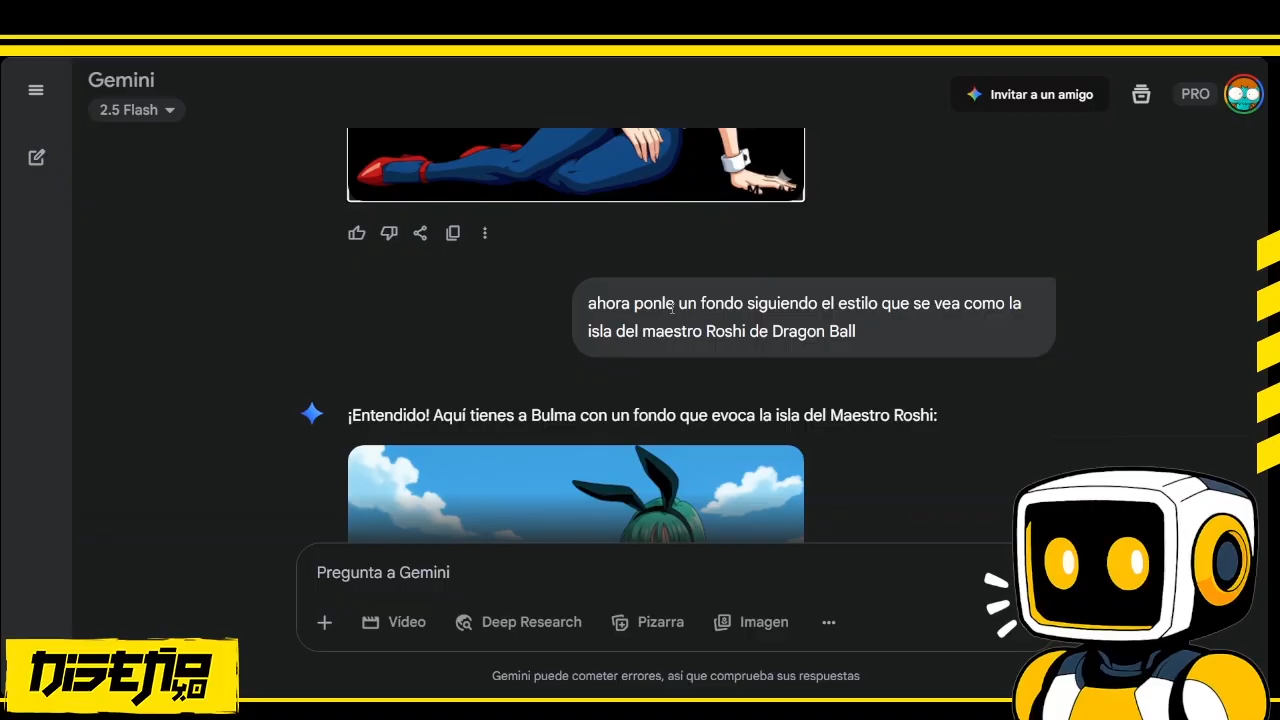 Gemini
2.5 Flash
Invitar a un amigo
PRO
ahora ponle un fondo siguiendo el estilo que se vea como la
isla del maestro Roshi de Dragon Ball
¡Entendido! Aquí tienes a Bulma con un fondo que evoca la isla del Maestro Roshi:
Pregunta a Gemini
Vídeo
Deep Research
Pizarra
Imagen
Gemini puede cometer errores, así que comprueba sus respuestas